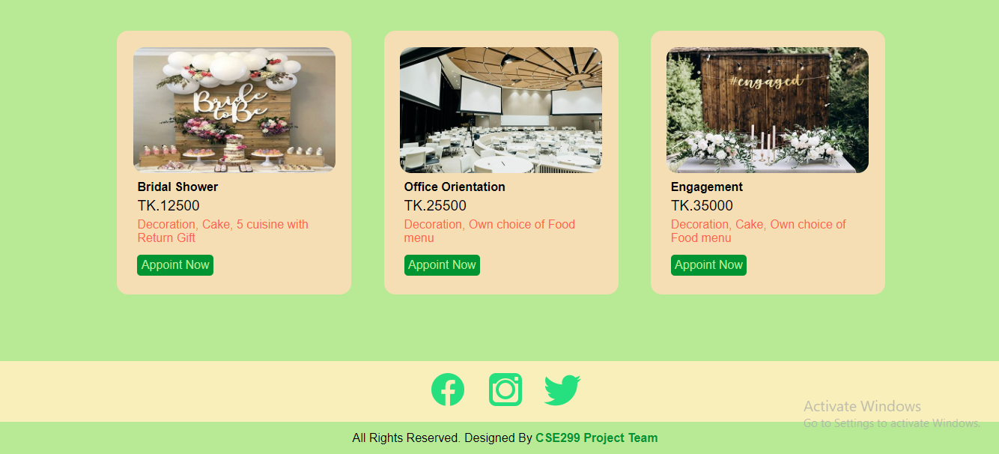 Bride
to Be
#engaged
Bridal Shower
TK.12500
Decoration, Cake, 5 cuisine with
Return Gift
Appoint Now
Office Orientation
TK.25500
Decoration, Own choice of Food
menu
Appoint Now
Engagement
TK.35000
Decoration, Cake, Own choice of
Food menu
Appoint Now
Activate Windows
Go to Settings to activate Windows.
All Rights Reserved. Designed By CSE299 Project Team